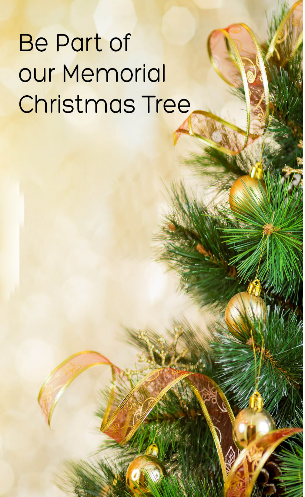 Be Part of
our Memorial
Christmas Tree